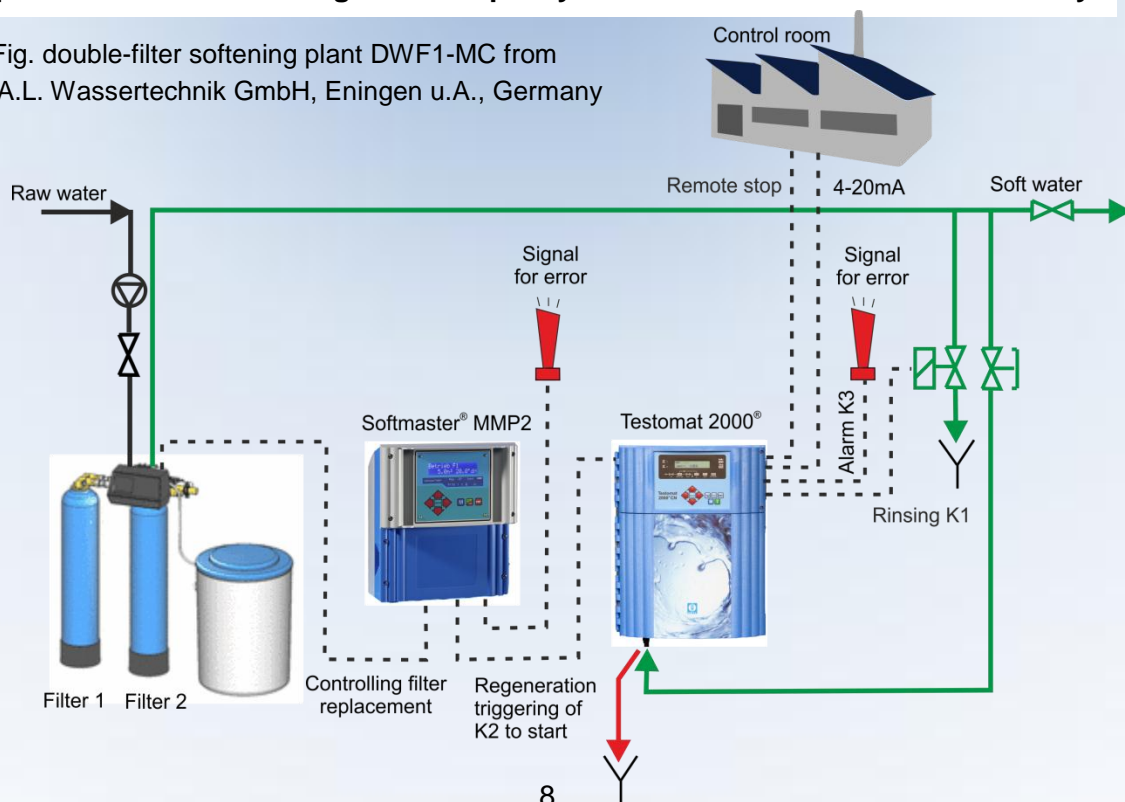 Fig. double-filter softening plant DWF1-MC from
A.L. Wassertechnik GmbH, Eningen u.A., Germany
Control room
Raw water
Remote stop
4-20mA
Soft water
Signal
for error
Signal
for error
Softmaster® MMP2
Testomat 2000®
Alarm K3
Rinsing K1
Filter 1
Filter 2
Controlling filter
replacement
Regeneration
triggering of
K2 to start
8